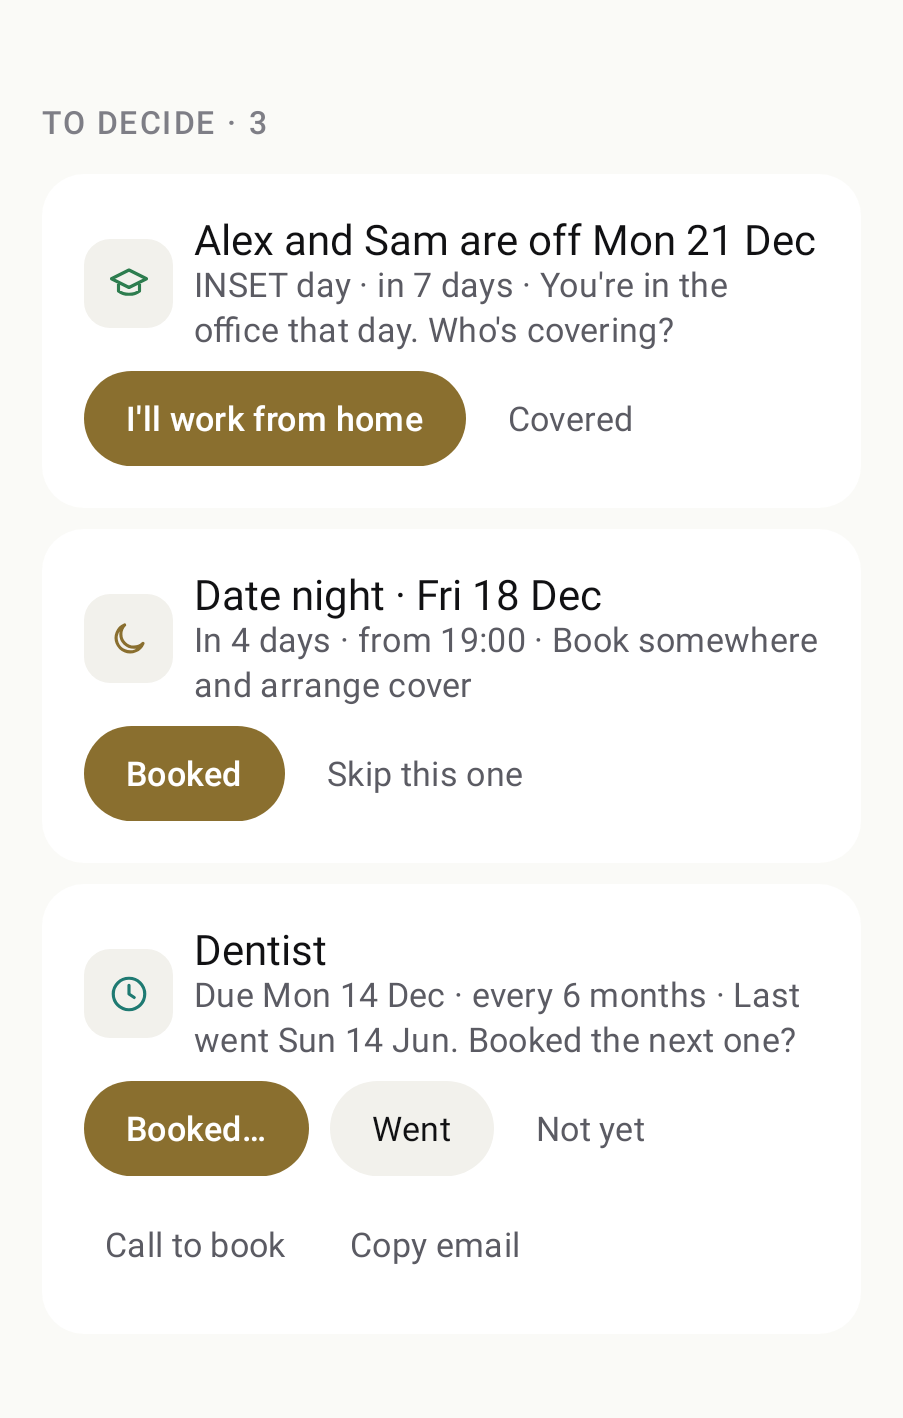 TO DECIDE · 3
Alex and Sam are off Mon 21 Dec
INSET day · in 7 days · You're in the
office that day. Who's covering?
I'll work from home
Covered
Date night · Fri 18 Dec
In 4 days · from 19:00 · Book somewhere
and arrange cover
Booked
Skip this one
Dentist
Due Mon 14 Dec · every 6 months · Last
went Sun 14 Jun. Booked the next one?
Booked…
Went
Not yet
Call to book
Copy email